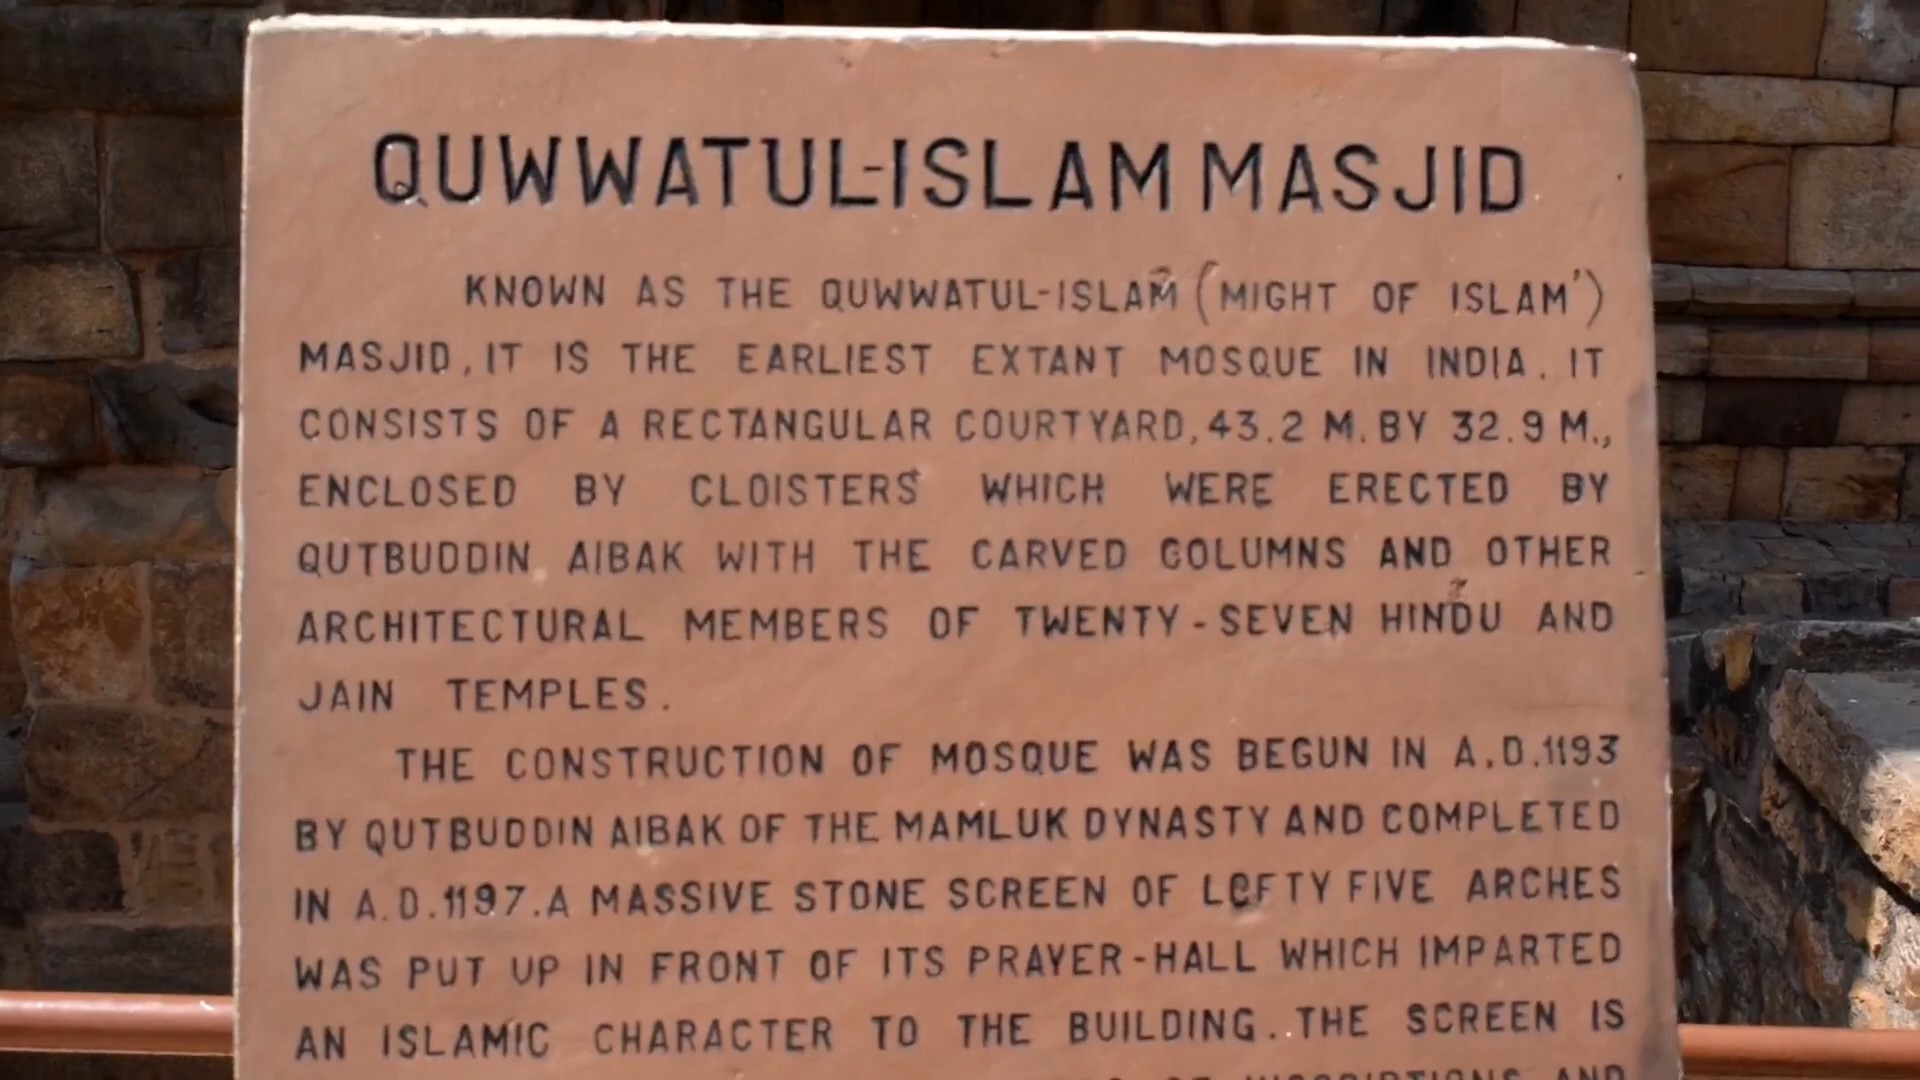 QUWWATUL-ISLAM MASJID
KNOWN AS THE QUWWATUL-ISLAM (MIGHT OF ISLAM')
MASJID, IT IS THE EARLIEST EXTANT MOSQUE IN INDIA. IT
CONSISTS OF A RECTANGULAR COURTYARD, 43.2 M. BY 32.9 M.,
ENCLOSED BY CLOISTERS WHICH WERE ERECTED BY
QUTBUDDIN AIBAK WITH THE CARVED COLUMNS AND OTHER
ARCHITECTURAL MEMBERS OF TWENTY-SEVEN HINDU AND
JAIN TEMPLES.
THE CONSTRUCTION OF MOSQUE WAS BEGUN IN A.D.1193
BY QUTBUDDIN AIBAK OF THE MAMLUK DYNASTY AND COMPLETED
IN A.D.1197. A MASSIVE STONE SCREEN OF LOFTY FIVE ARCHES
WAS PUT UP IN FRONT OF ITS PRAYER-HALL WHICH IMPARTED
AN ISLAMIC CHARACTER TO THE BUILDING. THE SCREEN IS
OF INSCRIPTIONS AND